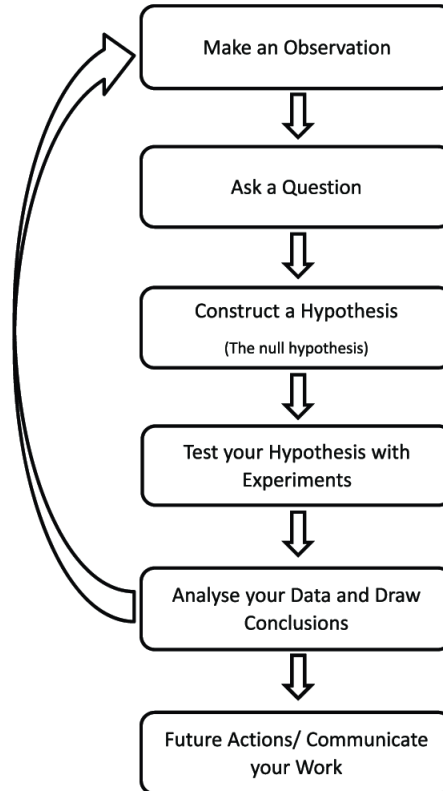 Make an Observation
Ask a Question
Construct a Hypothesis
(The null hypothesis)
Test your Hypothesis with
Experiments
Analyse your Data and Draw
Conclusions
Future Actions/ Communicate
your Work